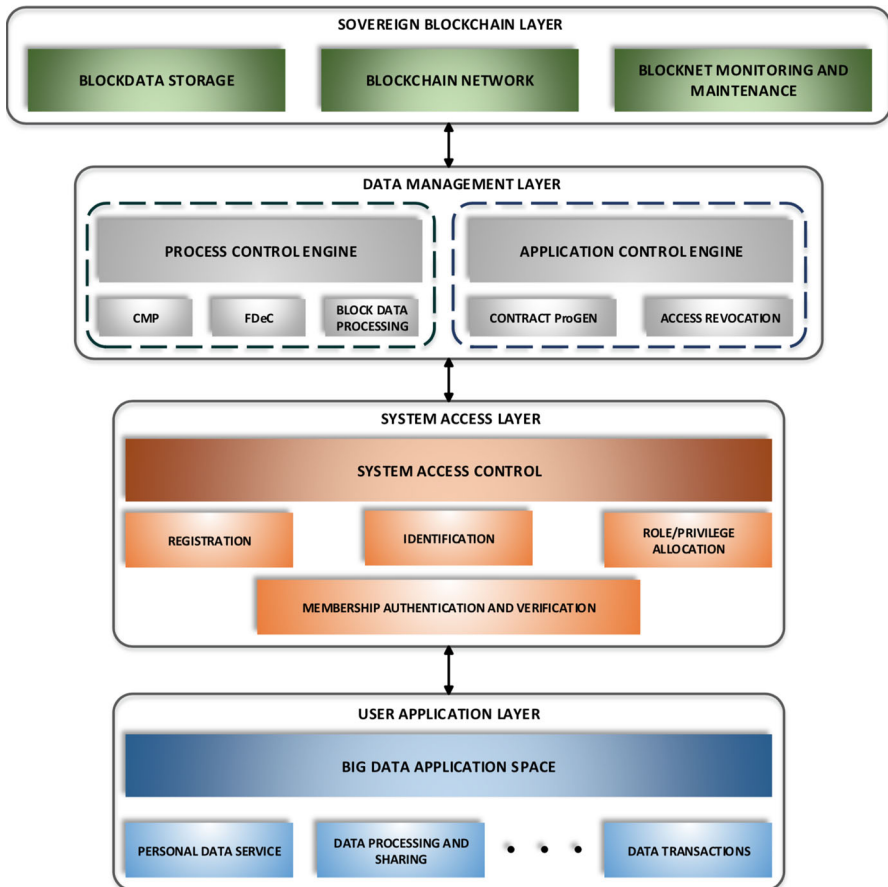 SOVEREIGN BLOCKCHAIN LAYER
BLOCKDATA STORAGE
BLOCKCHAIN NETWORK
BLOCKNET MONITORING AND
MAINTENANCE
DATA MANAGEMENT LAYER
PROCESS CONTROL ENGINE
CMP
FDeC
BLOCK DATA
PROCESSING
APPLICATION CONTROL ENGINE
CONTRACT ProGEN
ACCESS REVOCATION
SYSTEM ACCESS LAYER
SYSTEM ACCESS CONTROL
REGISTRATION
IDENTIFICATION
ROLE/PRIVILEGE
ALLOCATION
MEMBERSHIP AUTHENTICATION AND VERIFICATION
USER APPLICATION LAYER
BIG DATA APPLICATION SPACE
PERSONAL DATA SERVICE
DATA PROCESSING AND
SHARING
• • •
DATA TRANSACTIONS